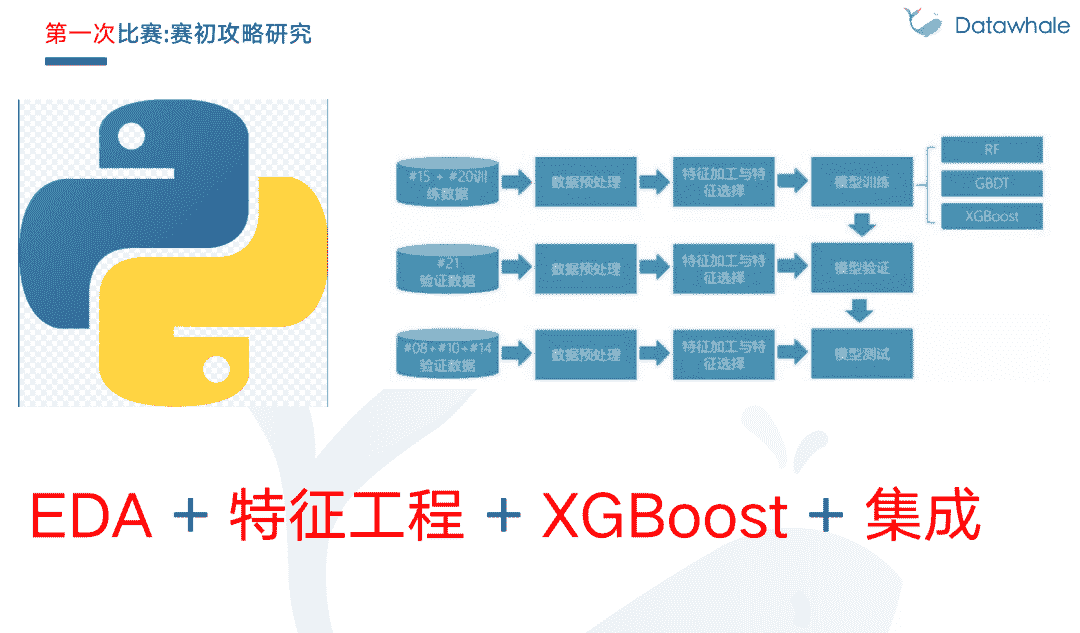 第一次比赛:赛初攻略研究
Datawhale
#15 + #20训
练数据
数据预处理
特征加工与特
征选择
模型训练
RF
GBDT
XGBoost
#21
验证数据
数据预处理
特征加工与特
征选择
模型验证
#08+#10+#14
验证数据
数据预处理
特征加工与特
征选择
模型测试
EDA + 特征工程 + XGBoost + 集成